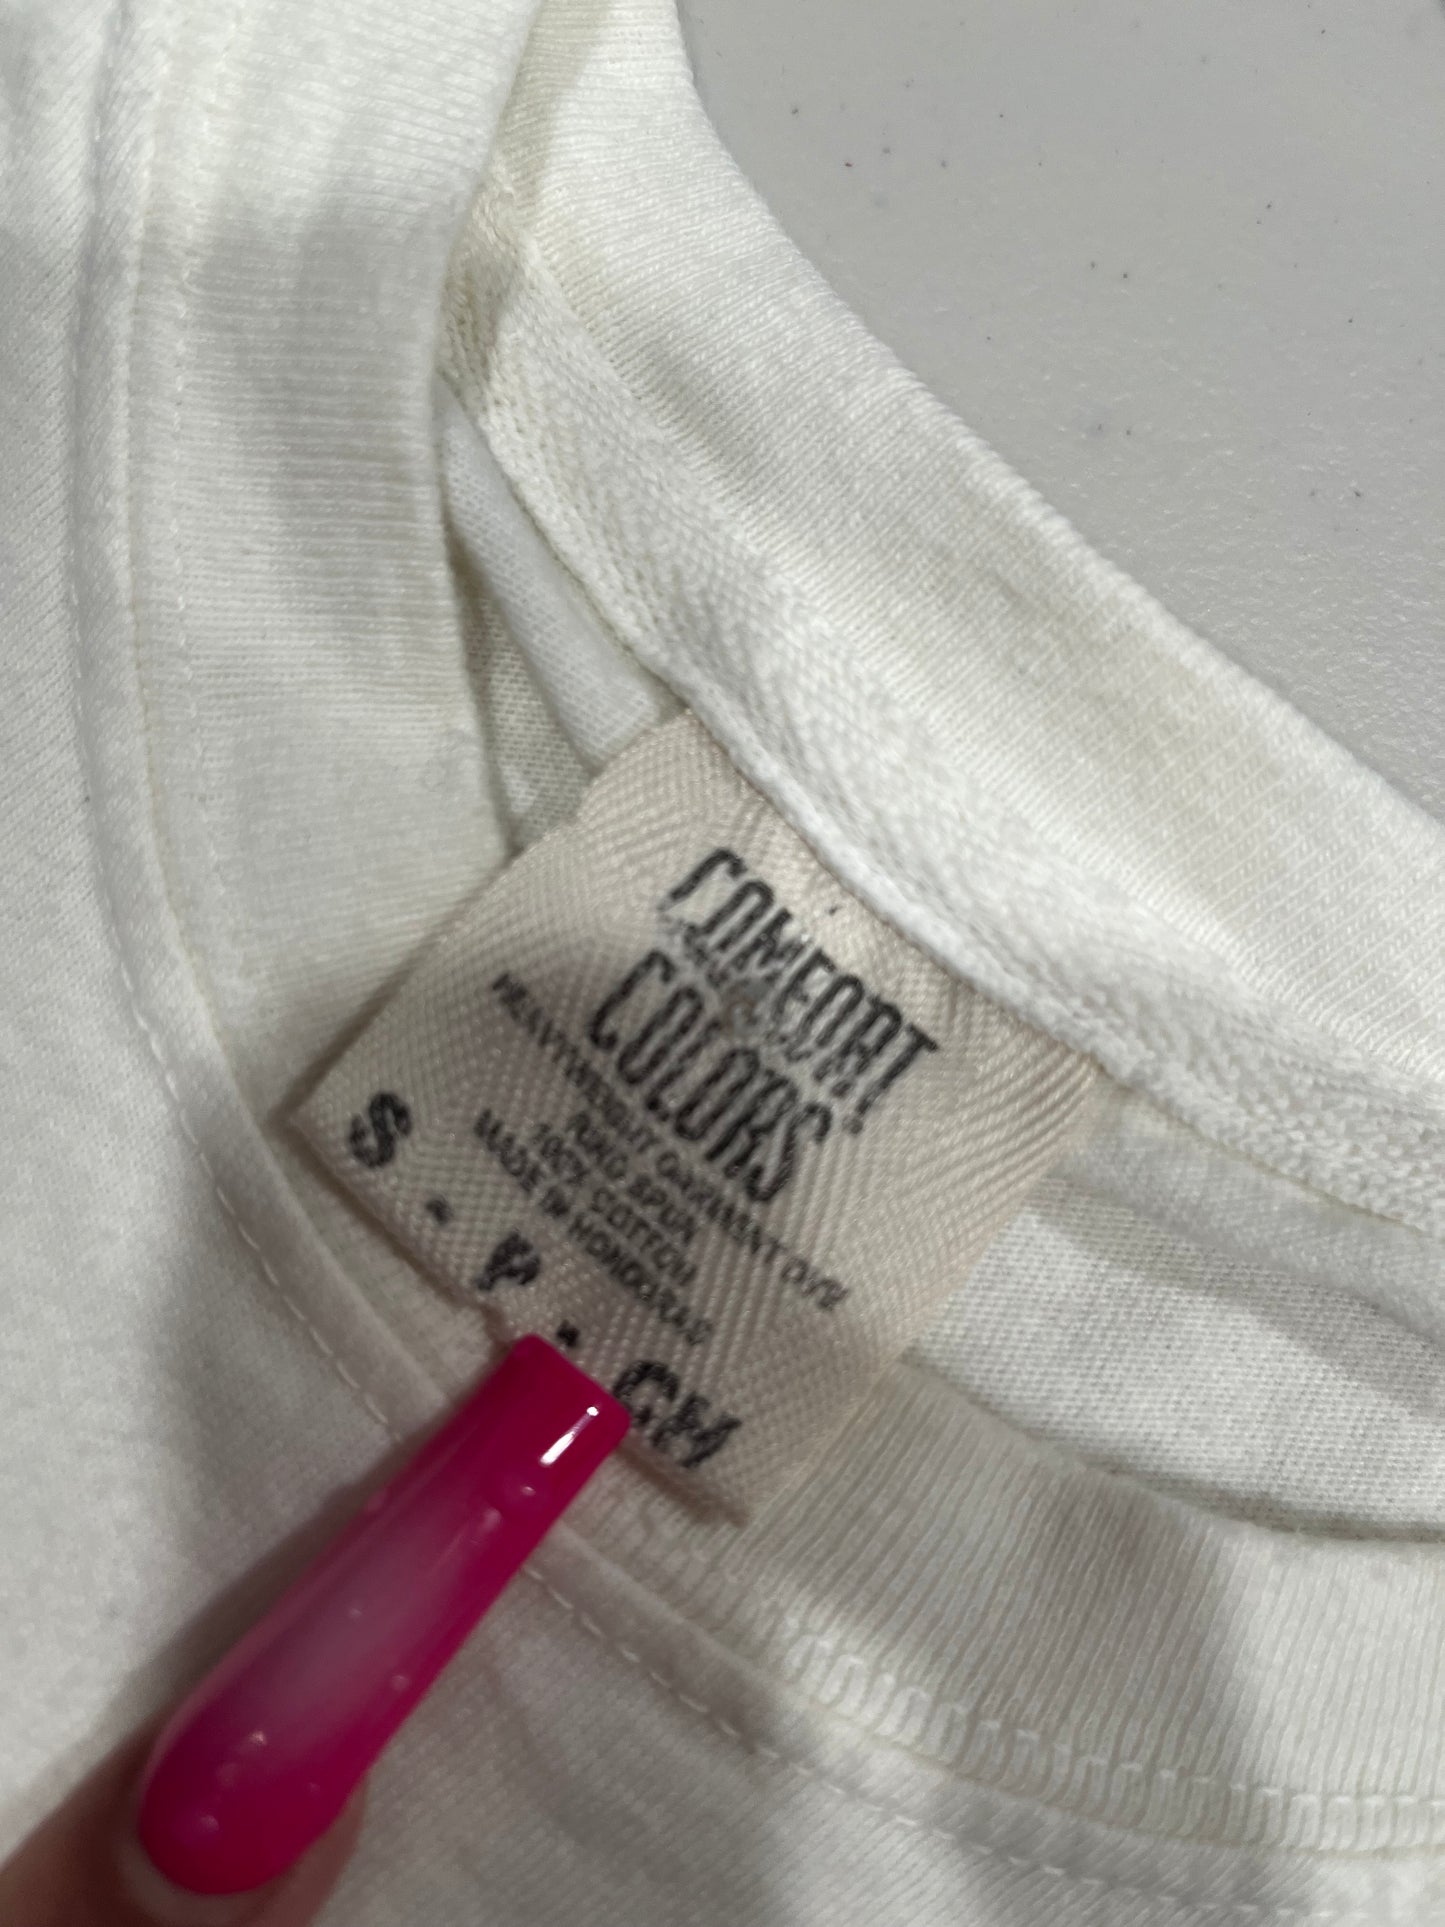 COMFORT
COLORS
HEAVYWEIGHT GARMENT DYE
RING SPUN
100% COTTON
MADE IN HONDURAS
S · P · CH